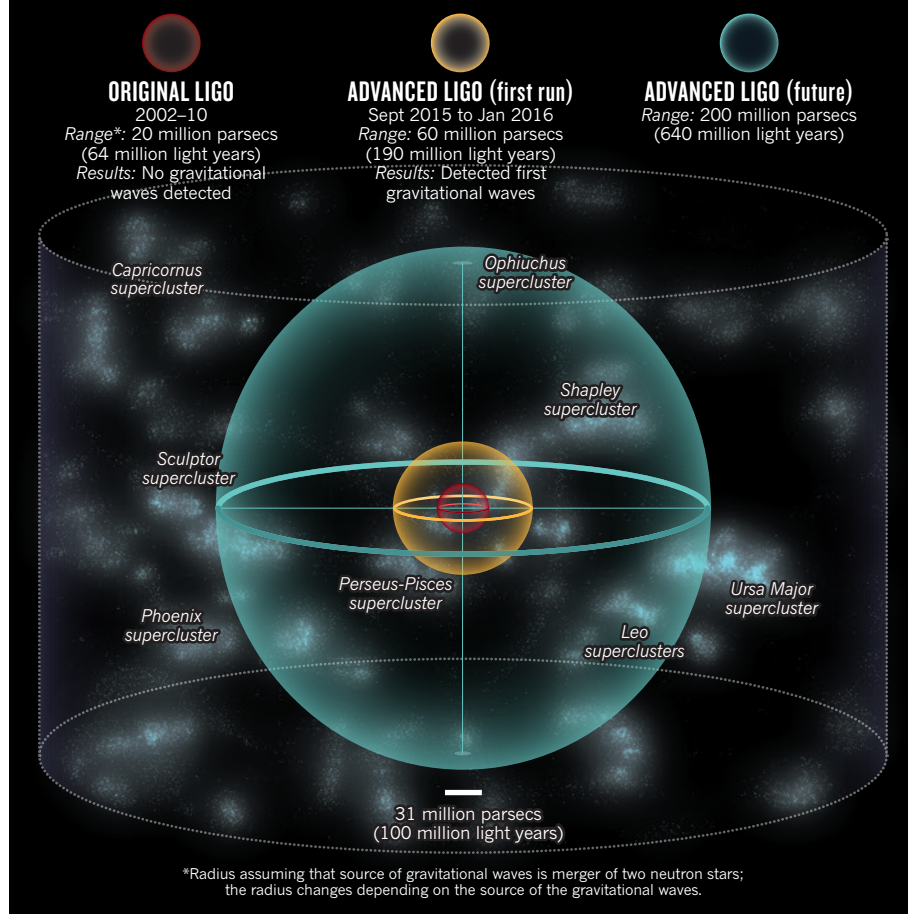 ORIGINAL LIGO
2002–10
Range*: 20 million parsecs
(64 million light years)
Results: No gravitational
waves detected
ADVANCED LIGO (first run)
Sept 2015 to Jan 2016
Range: 60 million parsecs
(190 million light years)
Results: Detected first
gravitational waves
ADVANCED LIGO (future)
Range: 200 million parsecs
(640 million light years)
Capricornus
supercluster
Ophiuchus
supercluster
Shapley
supercluster
Sculptor
supercluster
Perseus-Pisces
supercluster
Ursa Major
supercluster
Phoenix
supercluster
Leo
superclusters
31 million parsecs
(100 million light years)
*Radius assuming that source of gravitational waves is merger of two neutron stars;
the radius changes depending on the source of the gravitational waves.